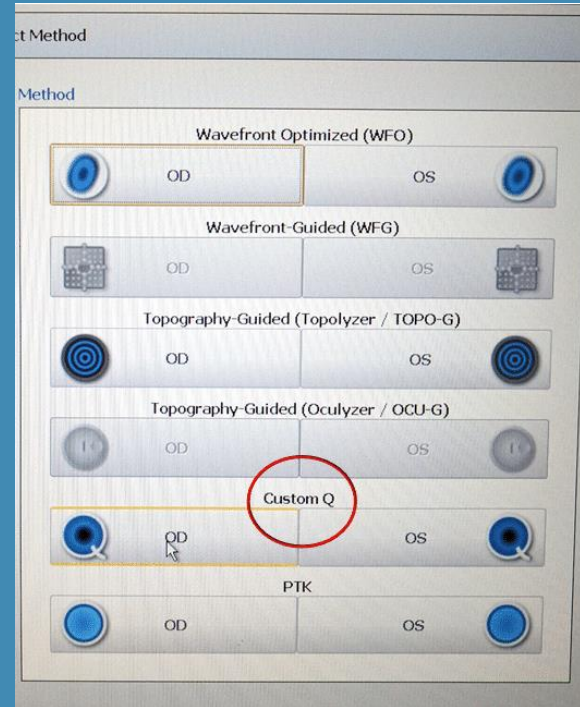 ct Method
Method
Wavefront Optimized (WFO)
OD OS
Wavefront-Guided (WFG)
OD OS
Topography-Guided (Topolyzer / TOPO-G)
OD OS
Topography-Guided (Oculyzer / OCU-G)
OD OS
Custom Q
OD OS
PTK
OD OS